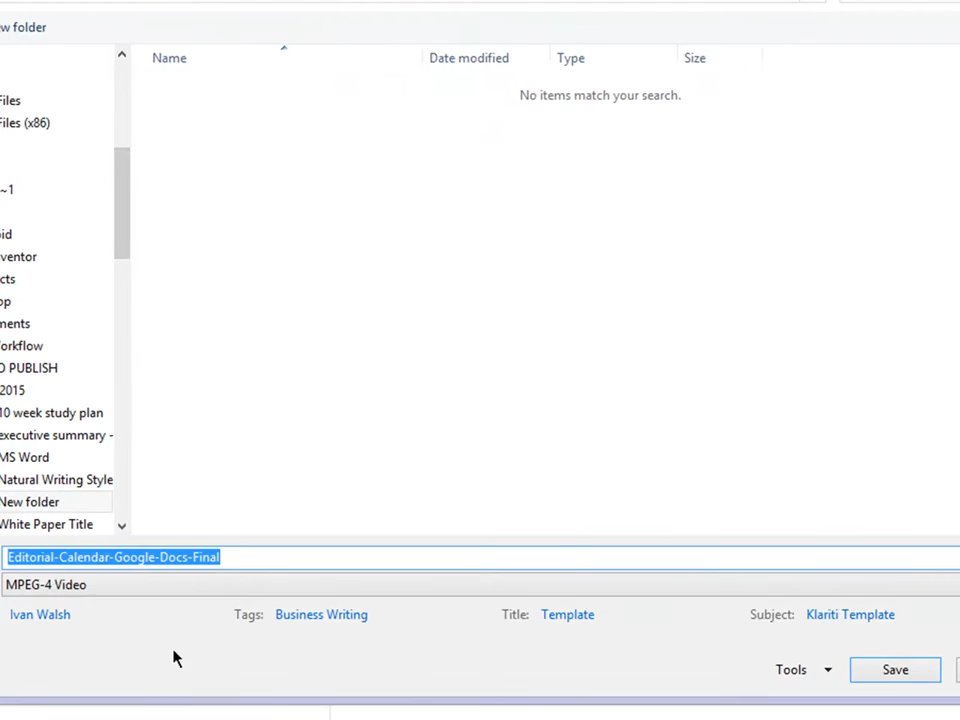 w folder
Name Date modified Type Size
No items match your search.
Files
Files (x86)
~1
oid
ventor
cts
op
ments
orkflow
O PUBLISH
2015
10 week study plan
executive summary -
MS Word
Natural Writing Style
New folder
White Paper Title
Editorial-Calendar-Google-Docs-Final
MPEG-4 Video
Ivan Walsh Tags: Business Writing Title: Template Subject: Klariti Template
Tools Save